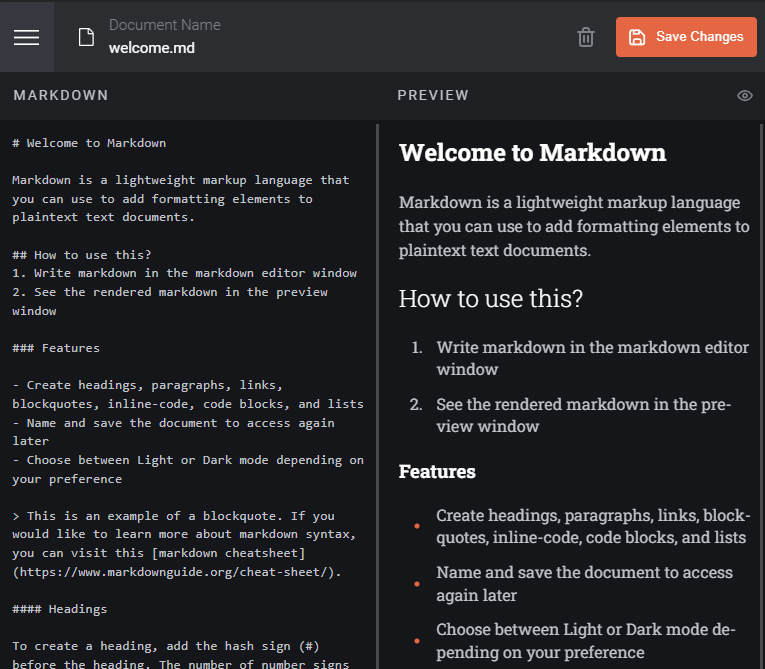 Document Name
welcome.md
Save Changes
MARKDOWN
# Welcome to Markdown
Markdown is a lightweight markup language that
you can use to add formatting elements to
plaintext text documents.
## How to use this?
1. Write markdown in the markdown editor window
2. See the rendered markdown in the preview
window
### Features
- Create headings, paragraphs, links,
blockquotes, inline-code, code blocks, and lists
- Name and save the document to access again
later
- Choose between Light or Dark mode depending on
your preference
> This is an example of a blockquote. If you
would like to learn more about markdown syntax,
you can visit this [markdown cheatsheet]
(https://www.markdownguide.org/cheat-sheet/).
#### Headings
To create a heading, add the hash sign (#)
before the heading. The number of number signs
PREVIEW
Welcome to Markdown
Markdown is a lightweight markup language
that you can use to add formatting elements to
plaintext text documents.
How to use this?
1. Write markdown in the markdown editor
window
2. See the rendered markdown in the pre-
view window
Features
• Create headings, paragraphs, links, block-
quotes, inline-code, code blocks, and lists
• Name and save the document to access
again later
• Choose between Light or Dark mode de-
pending on your preference